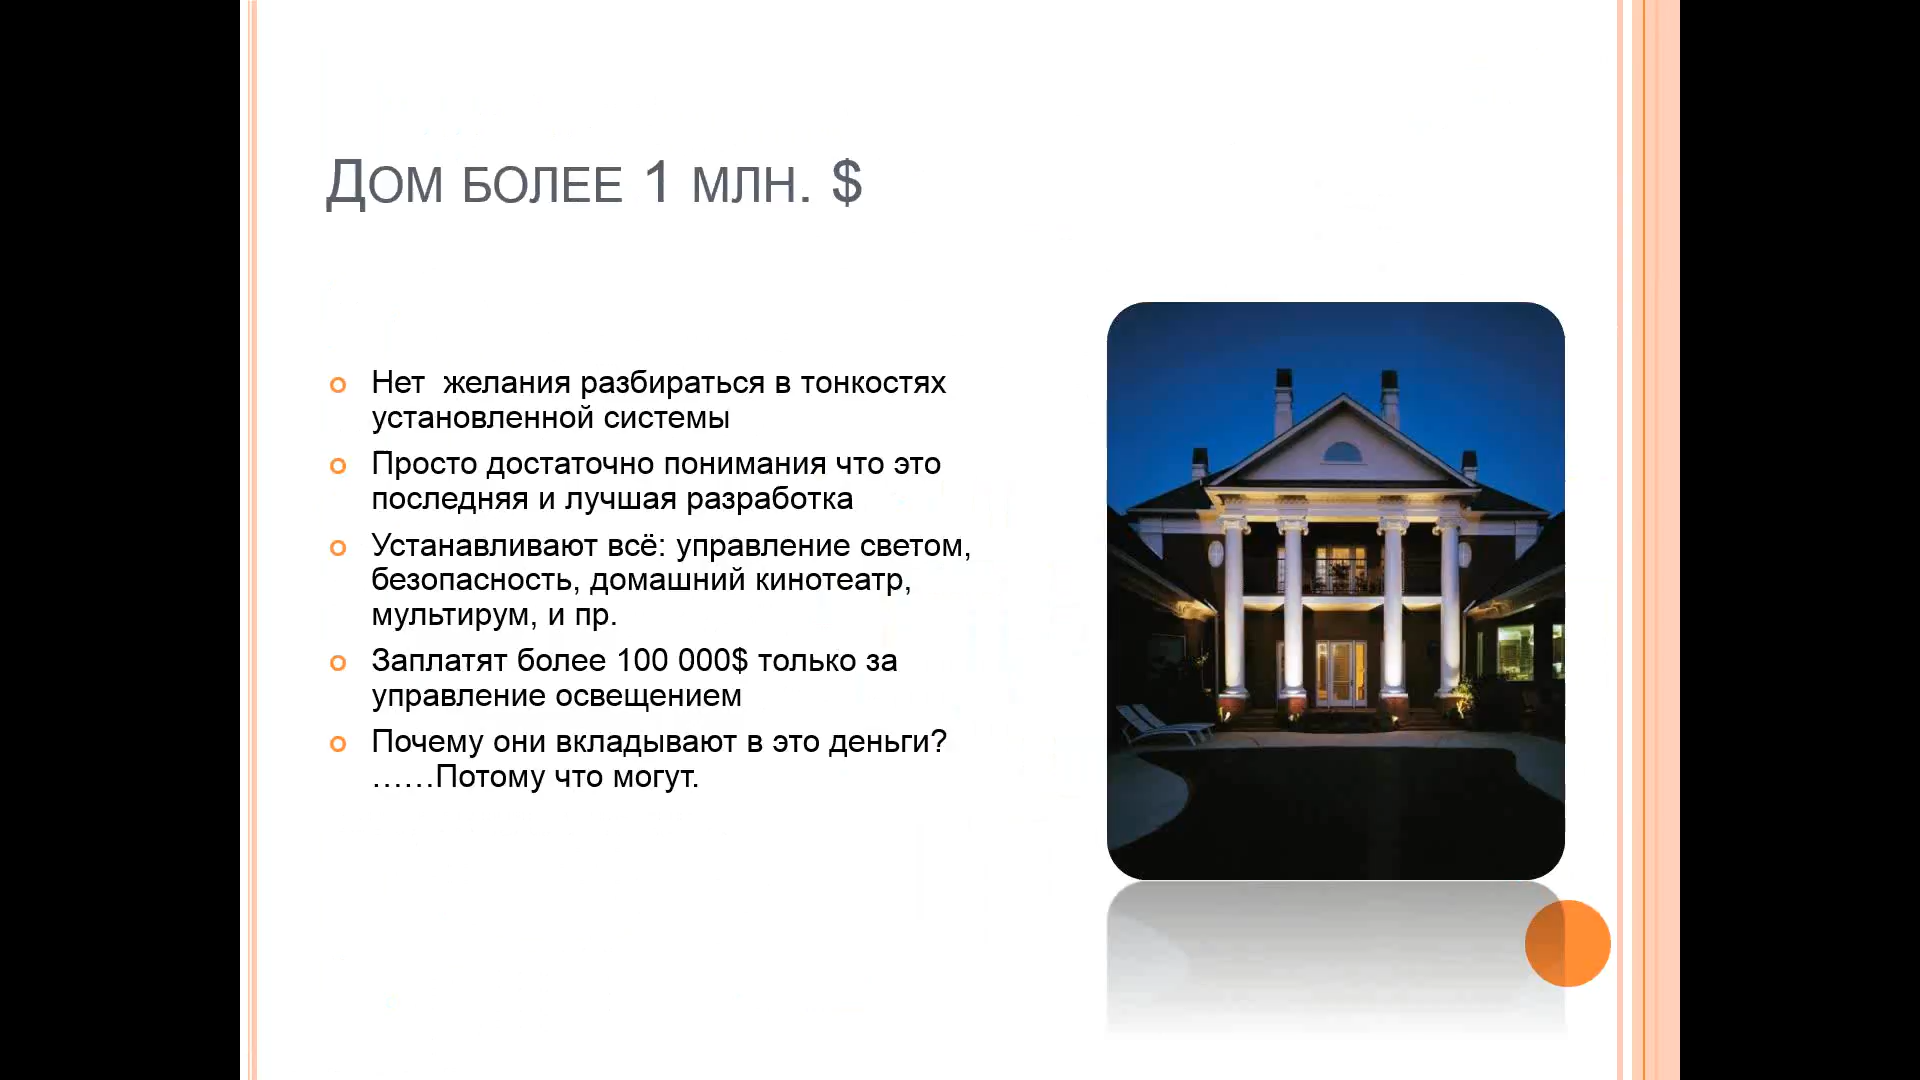 Дом более 1 млн. $
Нет  желания разбираться в тонкостях
установленной системы
Просто достаточно понимания что это
последняя и лучшая разработка
Устанавливают всё: управление светом,
безопасность, домашний кинотеатр,
мультирум, и пр.
Заплатят более 100 000$ только за
управление освещением
Почему они вкладывают в это деньги?
……Потому что могут.